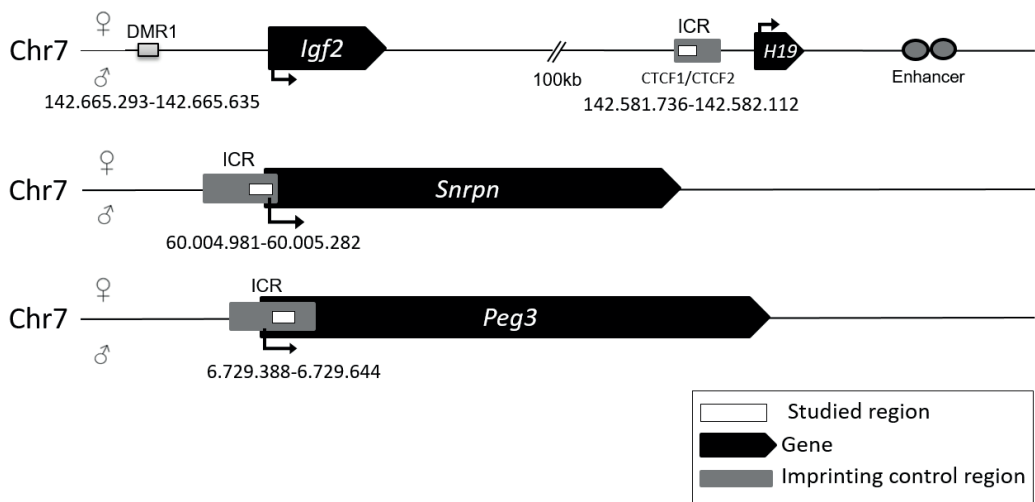 ♀ DMR1 ICR
Chr7 Igf2 H19
♂ 100kb CTCF1/CTCF2 Enhancer
142.665.293-142.665.635 142.581.736-142.582.112
♀ ICR
Chr7 Snrpn
♂
60.004.981-60.005.282
♀ ICR
Chr7 Peg3
♂
6.729.388-6.729.644
Studied region
Gene
Imprinting control region